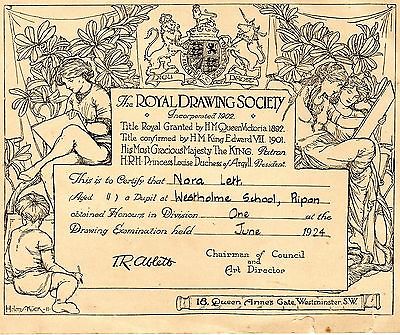 The ROYAL DRAWING SOCIETY
Incorporated 1902.
Title Royal Granted by H.M. Queen Victoria 1892.
Title confirmed by H.M. King Edward VII. 1901.
His Most Gracious Majesty The KING. Patron
H.R.H. Princess Louise Duchess of Argyll. President.
This is to Certify that Nora Lett
(Aged 11) a Pupil at Westholme School, Ripon
obtained Honours in Division One at the
Drawing Examination held June 1924
T.R. Ablett
Chairman of Council
and
Art Director
18, Queen Anne's Gate, Westminster, S.W.